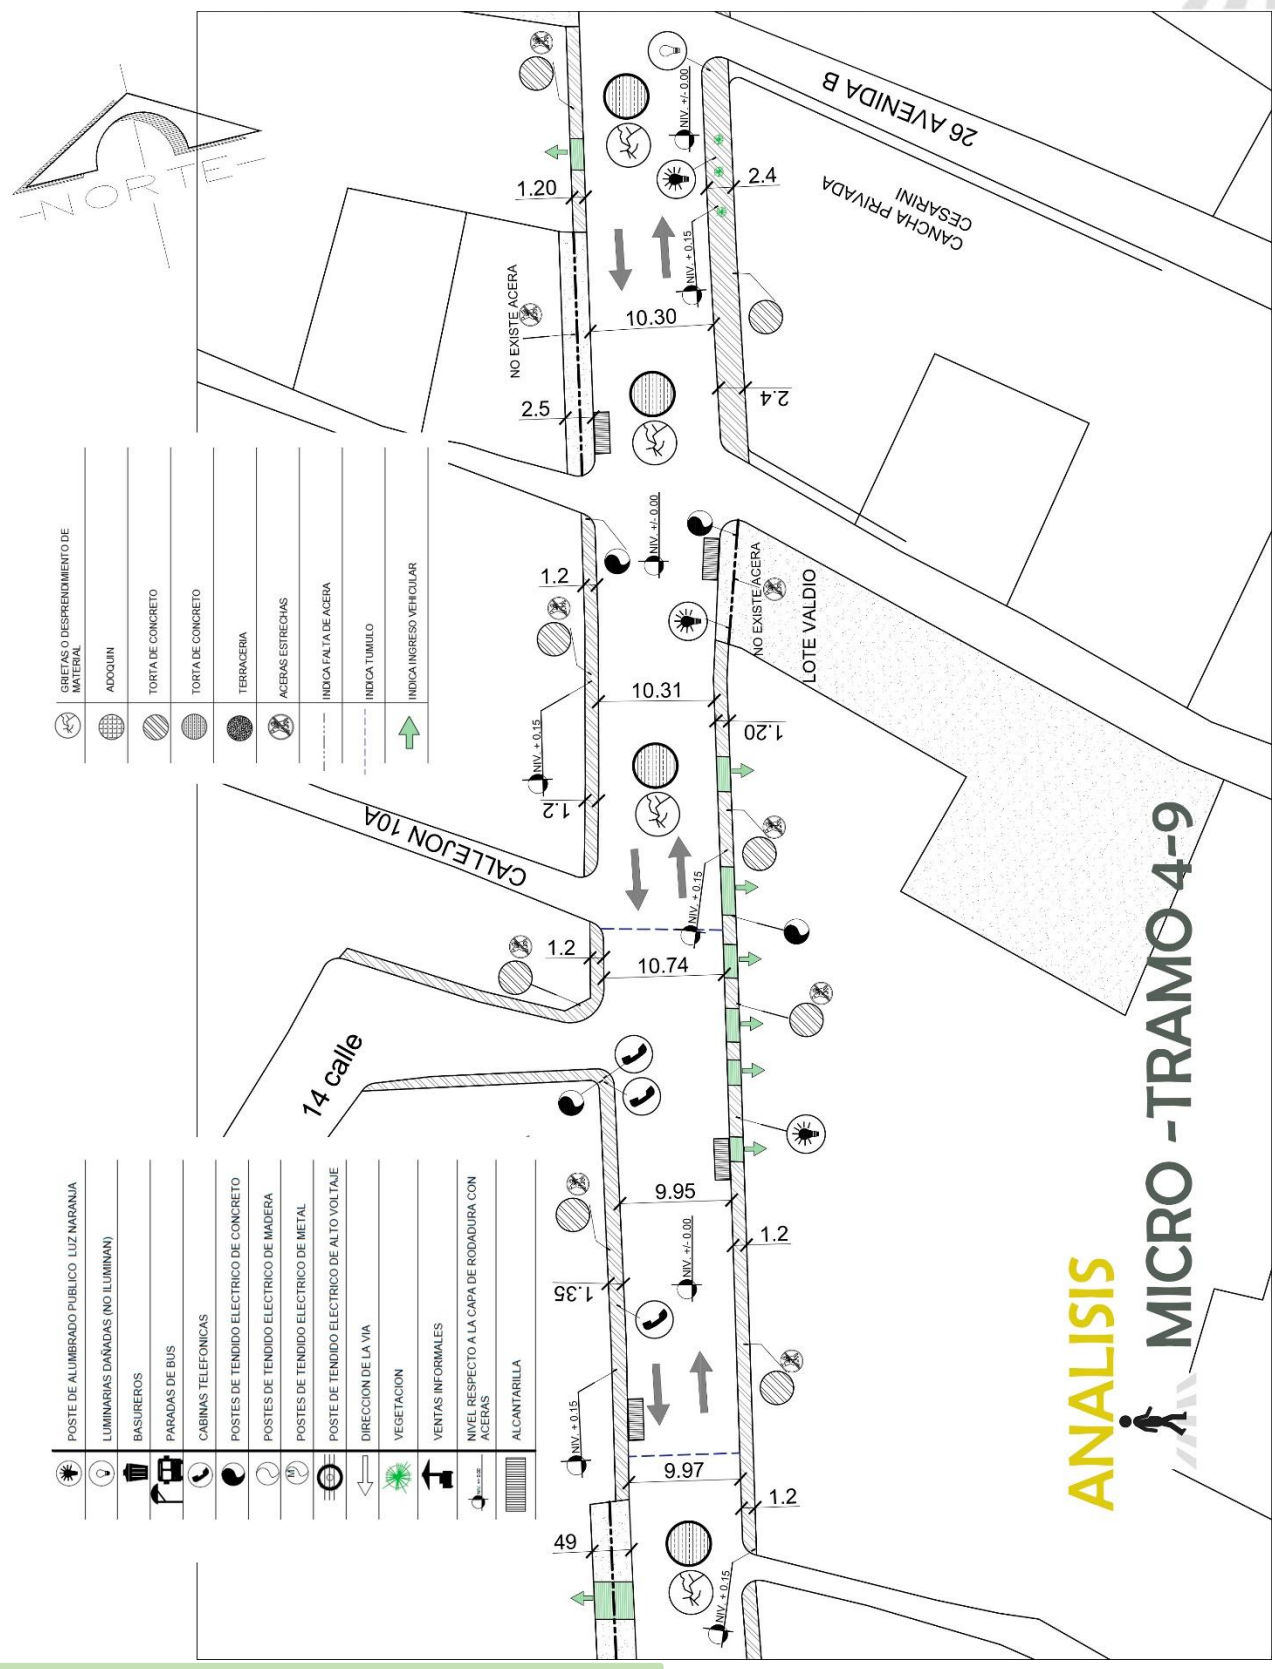 NORTE
26 AVENIDA B
CANCHA PRIVADA
CESARINI
NIV. +/- 0.00
1.20
2.4
NIV. + 0.15
NO EXISTE ACERA
10.30
2.5
2.4
GRIETAS O DESPRENDIMIENTO DE
MATERIAL
ADOQUIN
TORTA DE CONCRETO
TORTA DE CONCRETO
TERRACERIA
ACERAS ESTRECHAS
INDICA FALTA DE ACERA
INDICA TUMULO
INDICA INGRESO VEHICULAR
NIV. +/- 0.00
1.2
NO EXISTE ACERA
LOTE VALDIO
10.31
1.20
NIV. + 0.15
1.2
CALLEJON 10A
NIV. + 0.15
1.2
10.74
14 calle
9.95
1.2
NIV. +/- 0.00
1.35
NIV. + 0.15
9.97
1.2
49
NIV. + 0.15
POSTE DE ALUMBRADO PUBLICO LUZ NARANJA
LUMINARIAS DAÑADAS (NO ILUMINAN)
BASUREROS
PARADAS DE BUS
CABINAS TELEFONICAS
POSTES DE TENDIDO ELECTRICO DE CONCRETO
POSTES DE TENDIDO ELECTRICO DE MADERA
M POSTES DE TENDIDO ELECTRICO DE METAL
POSTE DE TENDIDO ELECTRICO DE ALTO VOLTAJE
DIRECCION DE LA VIA
VEGETACION
VENTAS INFORMALES
NIVEL RESPECTO A LA CAPA DE RODADURA CON
ACERAS
ALCANTARILLA
ANALISIS
MICRO -TRAMO 4-9